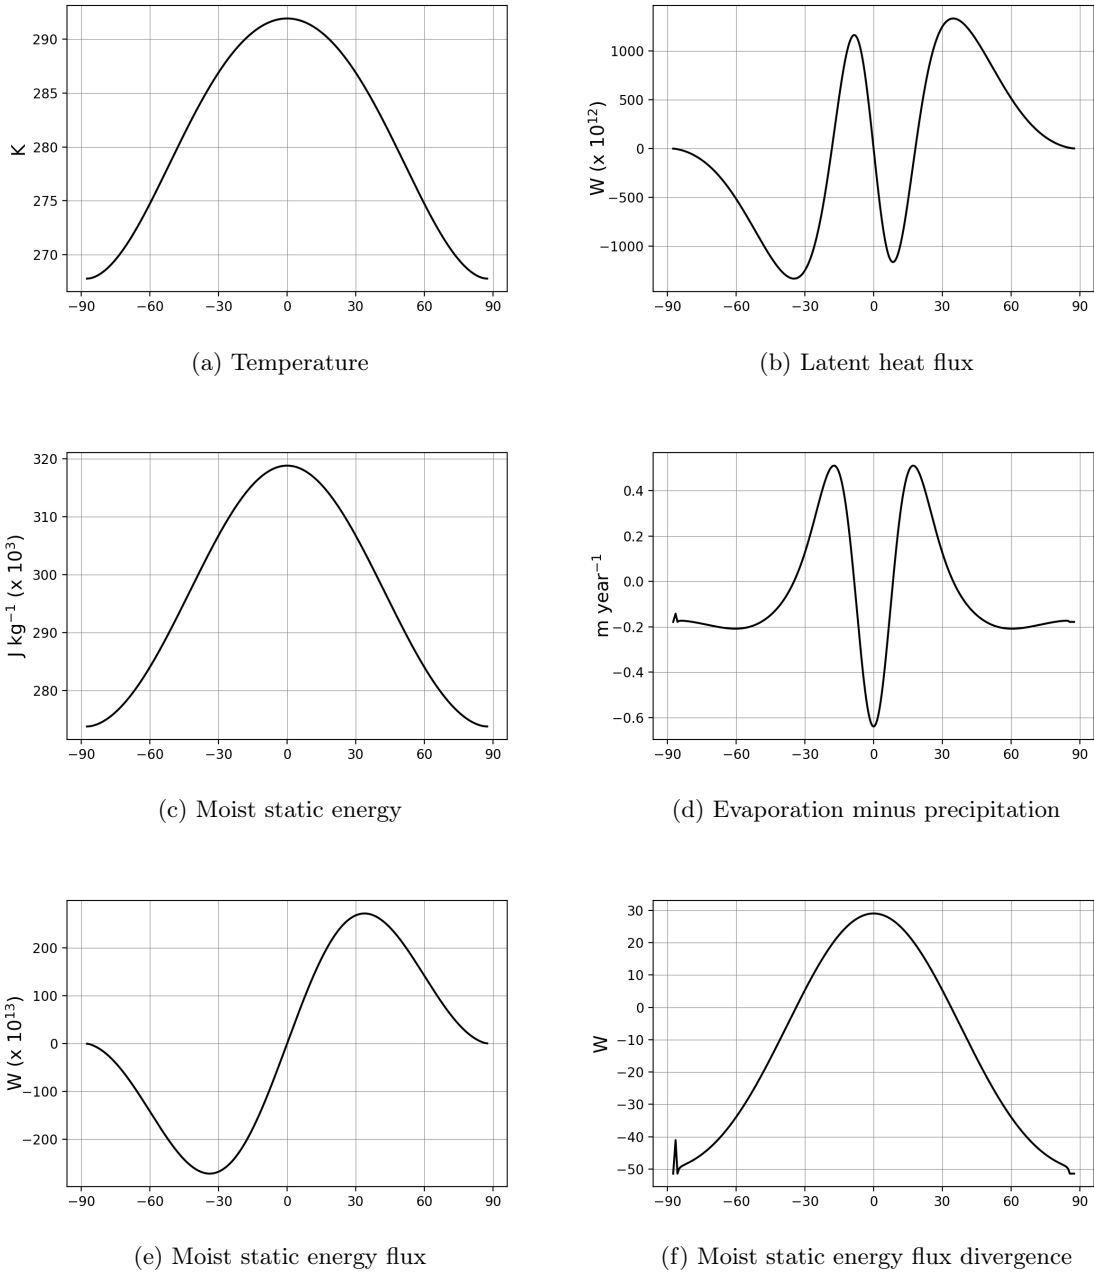 290
285
280
275
270
K
−90 −60 −30 0 30 60 90
(a) Temperature
1000
500
0
−500
−1000
W (x 10¹²)
−90 −60 −30 0 30 60 90
(b) Latent heat flux
320
310
300
290
280
J kg⁻¹ (x 10³)
−90 −60 −30 0 30 60 90
(c) Moist static energy
0.4
0.2
0.0
−0.2
−0.4
−0.6
m year⁻¹
−90 −60 −30 0 30 60 90
(d) Evaporation minus precipitation
200
100
0
−100
−200
W (x 10¹³)
−90 −60 −30 0 30 60 90
(e) Moist static energy flux
30
20
10
0
−10
−20
−30
−40
−50
W
−90 −60 −30 0 30 60 90
(f) Moist static energy flux divergence